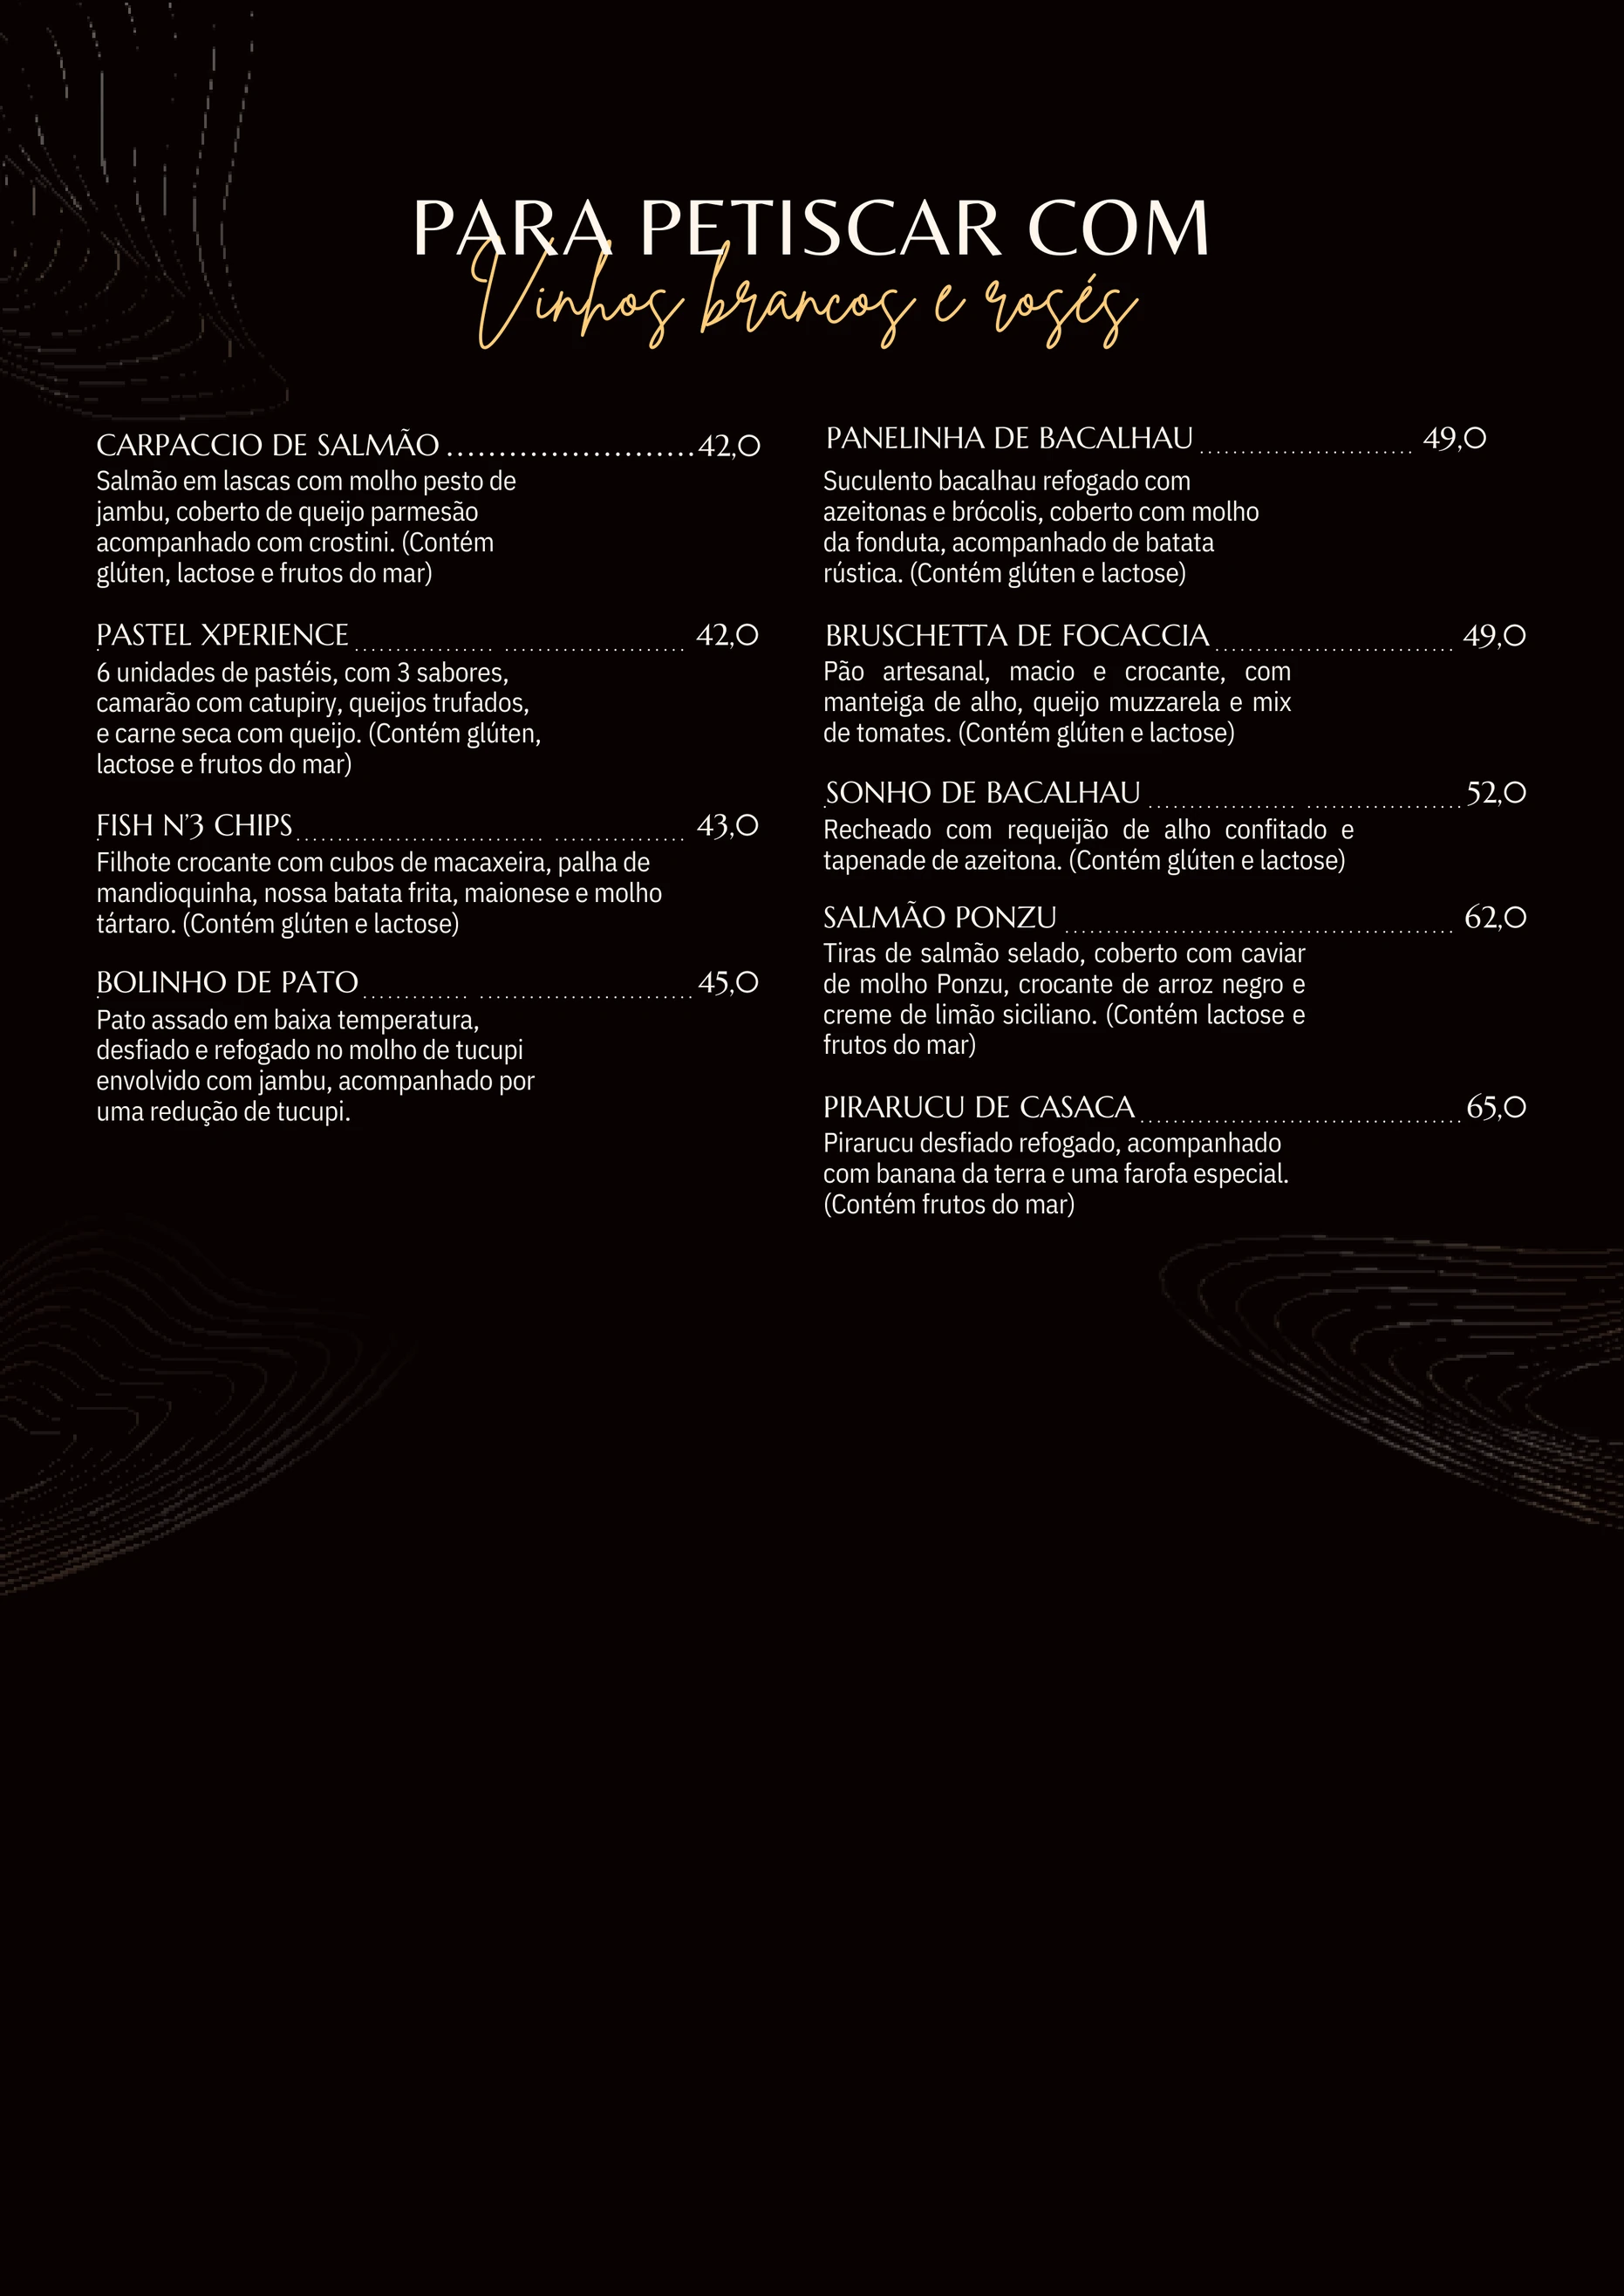 PARA PETISCAR COM
Vinhos brancos e rosés
CARPACCIO DE SALMÃO ........................ 42,0
Salmão em lascas com molho pesto de
jambu, coberto de queijo parmesão
acompanhado com crostini. (Contém
glúten, lactose e frutos do mar)
PASTEL XPERIENCE ........................ 42,0
6 unidades de pastéis, com 3 sabores,
camarão com catupiry, queijos trufados,
e carne seca com queijo. (Contém glúten,
lactose e frutos do mar)
FISH N'3 CHIPS ........................ 43,0
Filhote crocante com cubos de macaxeira, palha de
mandioquinha, nossa batata frita, maionese e molho
tártaro. (Contém glúten e lactose)
BOLINHO DE PATO ........................ 45,0
Pato assado em baixa temperatura,
desfiado e refogado no molho de tucupi
envolvido com jambu, acompanhado por
uma redução de tucupi.
PANELINHA DE BACALHAU ........................ 49,0
Suculento bacalhau refogado com
azeitonas e brócolis, coberto com molho
da fonduta, acompanhado de batata
rústica. (Contém glúten e lactose)
BRUSCHETTA DE FOCACCIA ........................ 49,0
Pão artesanal, macio e crocante, com
manteiga de alho, queijo muzzarela e mix
de tomates. (Contém glúten e lactose)
SONHO DE BACALHAU ........................ 52,0
Recheado com requeijão de alho confitado e
tapenade de azeitona. (Contém glúten e lactose)
SALMÃO PONZU ........................ 62,0
Tiras de salmão selado, coberto com caviar
de molho Ponzu, crocante de arroz negro e
creme de limão siciliano. (Contém lactose e
frutos do mar)
PIRARUCU DE CASACA ........................ 65,0
Pirarucu desfiado refogado, acompanhado
com banana da terra e uma farofa especial.
(Contém frutos do mar)